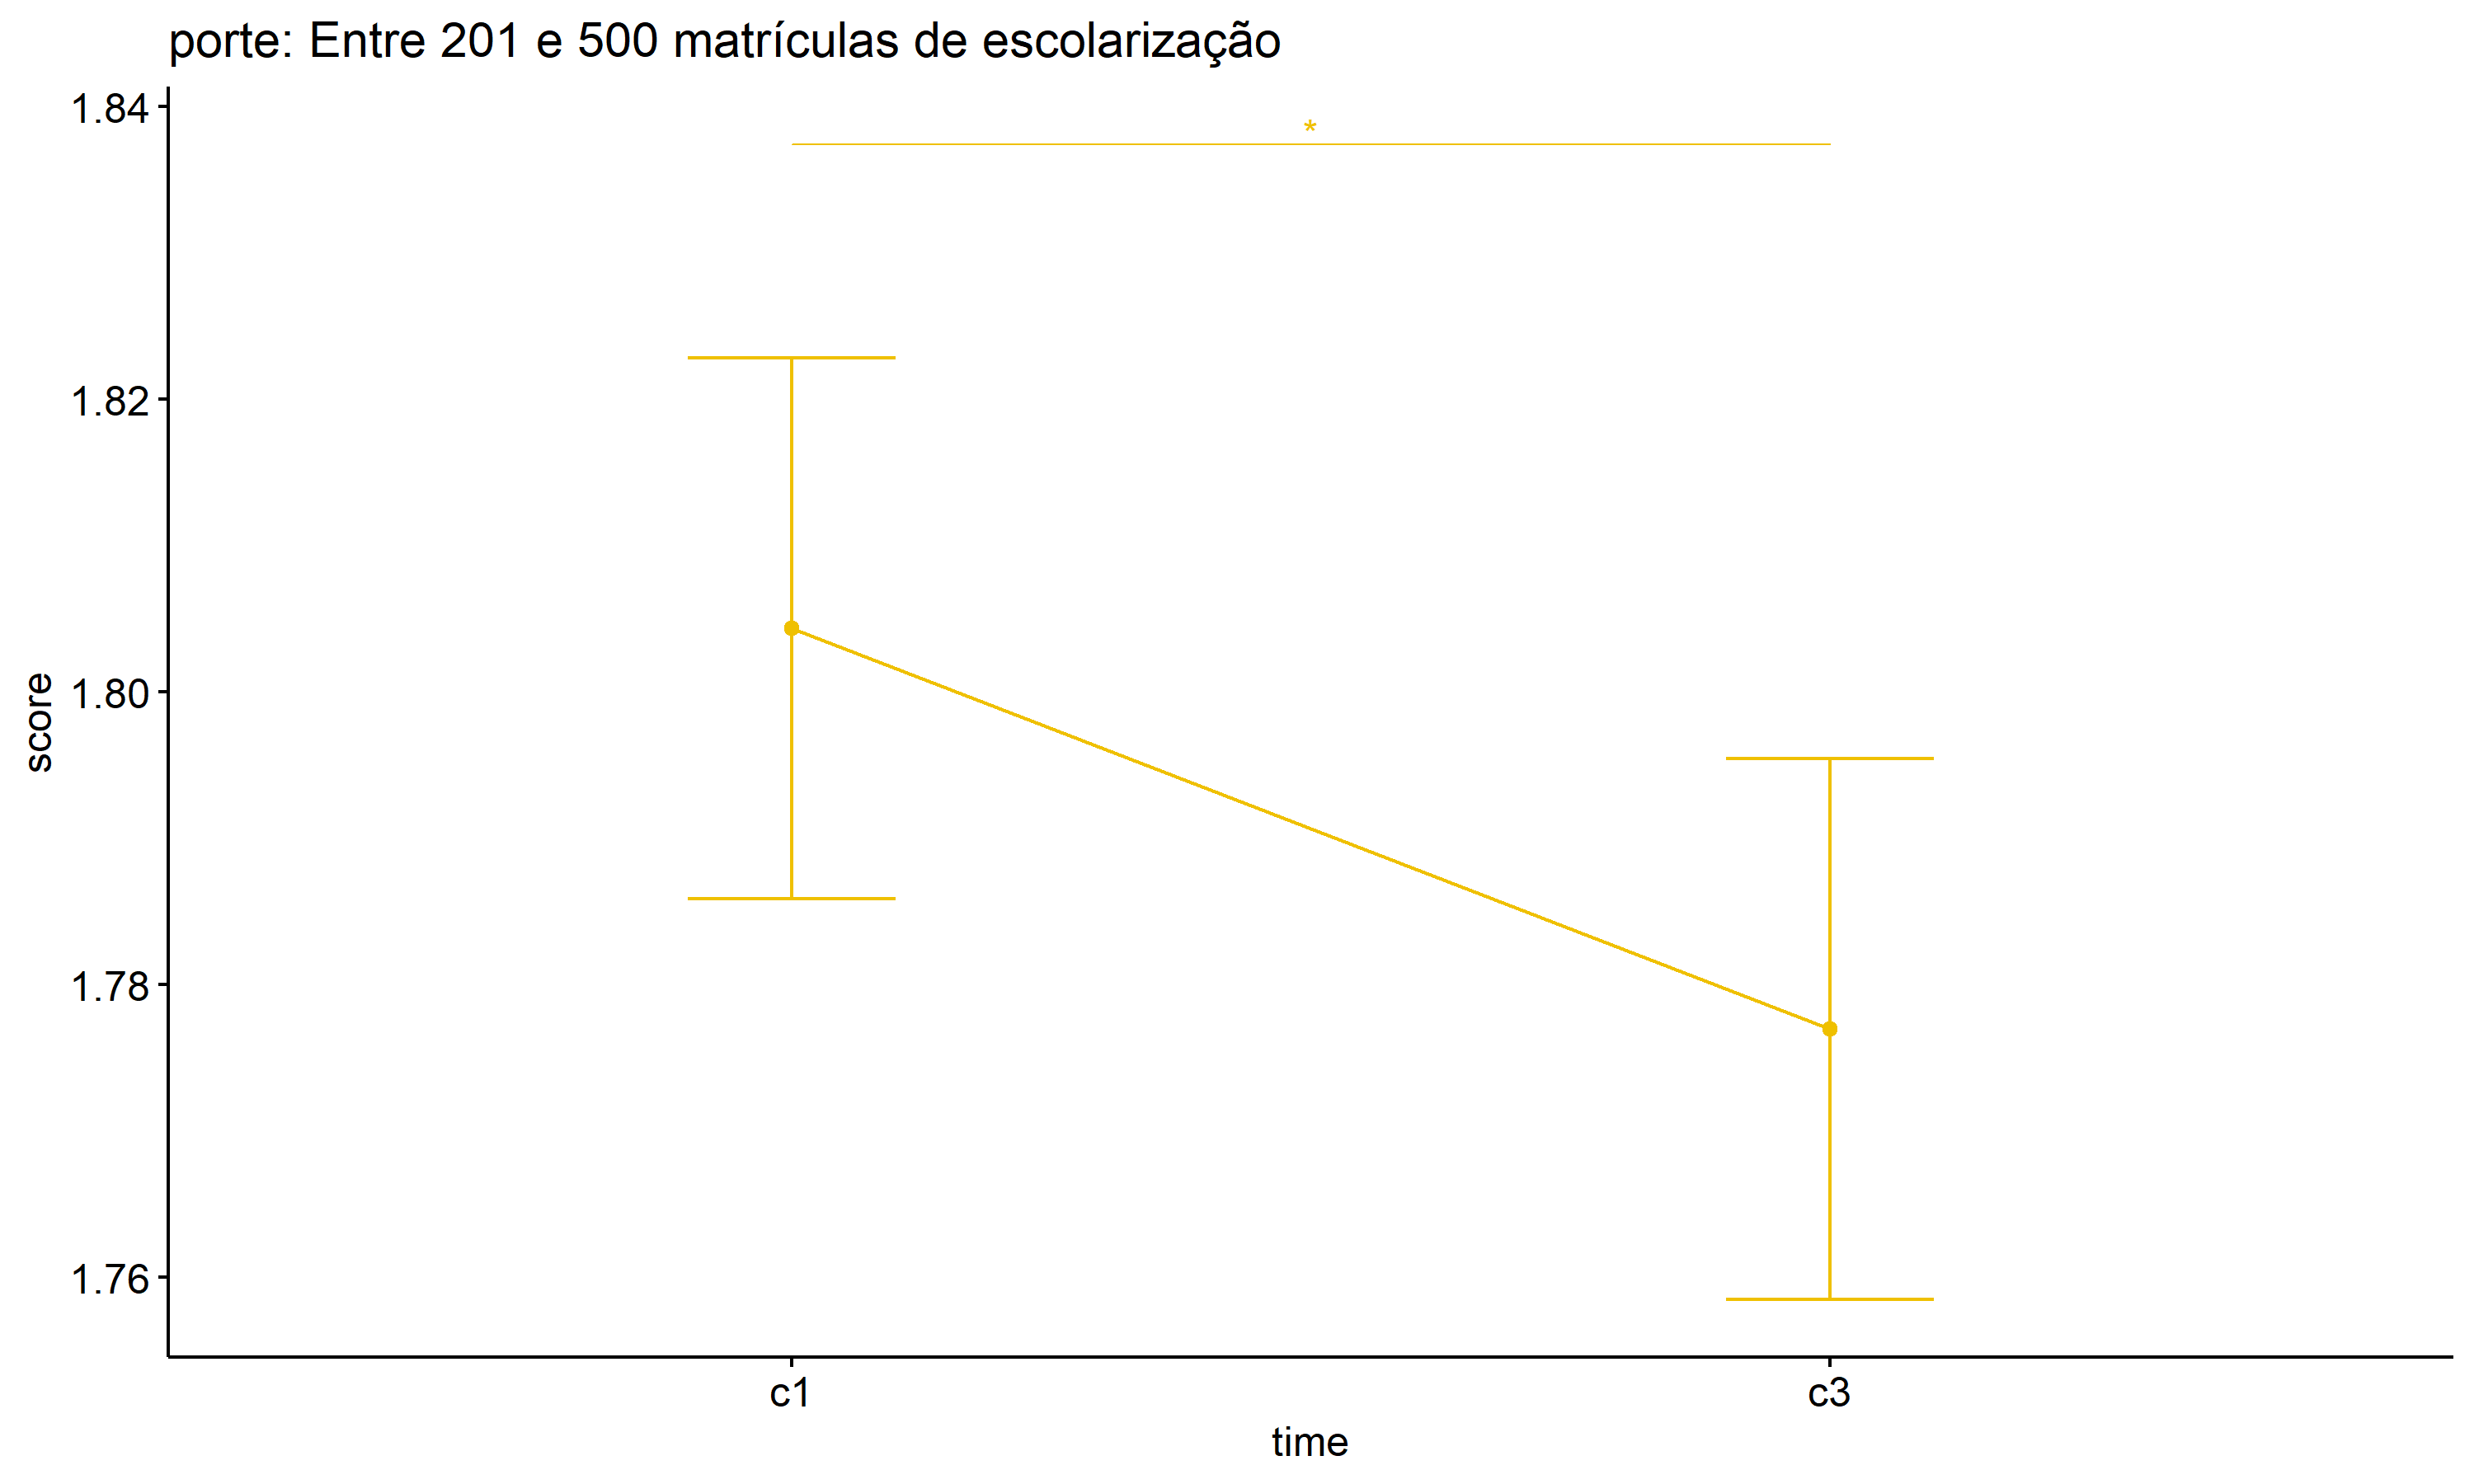 porte: Entre 201 e 500 matrículas de escolarização
1.84
*
1.82
1.80
score
1.78
1.76
c1 c3
time